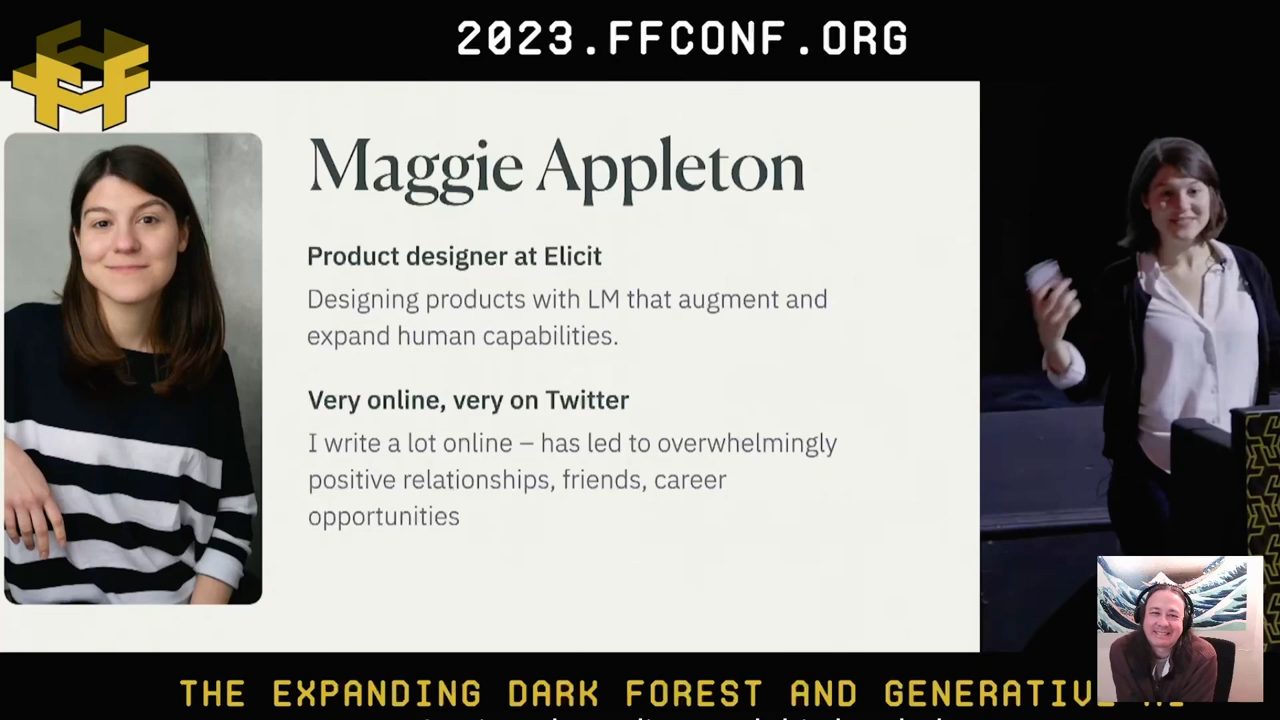 2023.FFCONF.ORG
Maggie Appleton
Product designer at Elicit
Designing products with LM that augment and
expand human capabilities.
Very online, very on Twitter
I write a lot online – has led to overwhelmingly
positive relationships, friends, career
opportunities
THE EXPANDING DARK FOREST AND GENERATIV AI